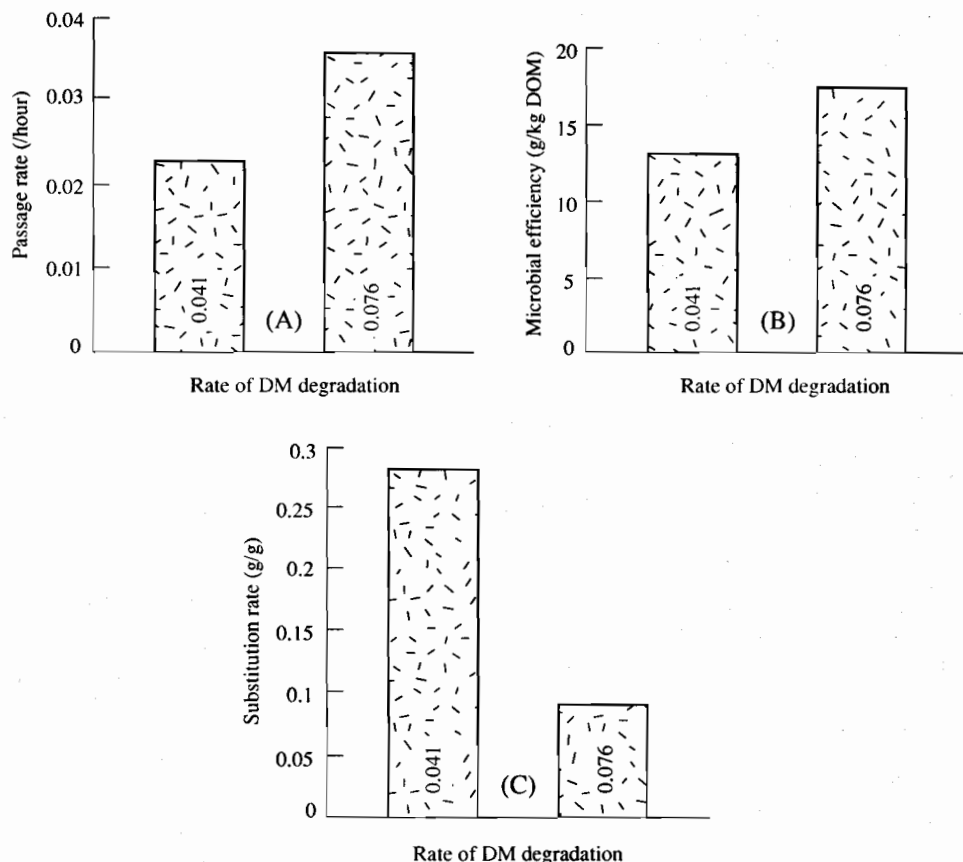 0.04
0.03
0.02
0.01
0
Passage rate (/hour)
0.041
(A)
0.076
Rate of DM degradation
20
15
10
5
0
Microbial efficiency (g/kg DOM)
0.041
(B)
0.076
Rate of DM degradation
0.3
0.25
0.2
0.15
0.1
0.05
0
Substitution rate (g/g)
0.041
(C)
0.076
Rate of DM degradation